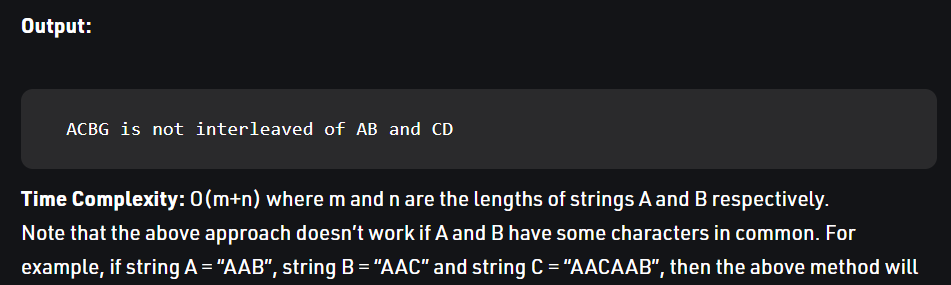 Output:
ACBG is not interleaved of AB and CD
Time Complexity: O(m+n) where m and n are the lengths of strings A and B respectively.
Note that the above approach doesn’t work if A and B have some characters in common. For
example, if string A = “AAB”, string B = “AAC” and string C = “AACAAB”, then the above method will